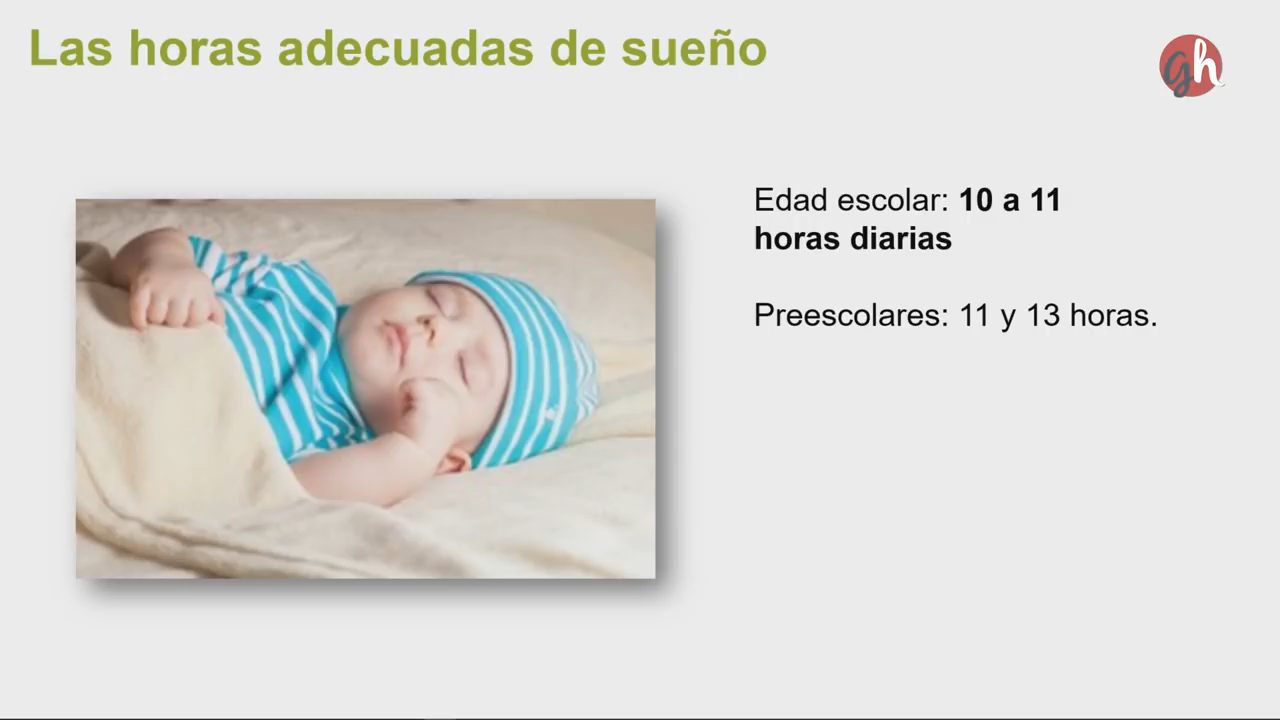 Las horas adecuadas de sueño
gh
Edad escolar: 10 a 11
horas diarias
Preescolares: 11 y 13 horas.